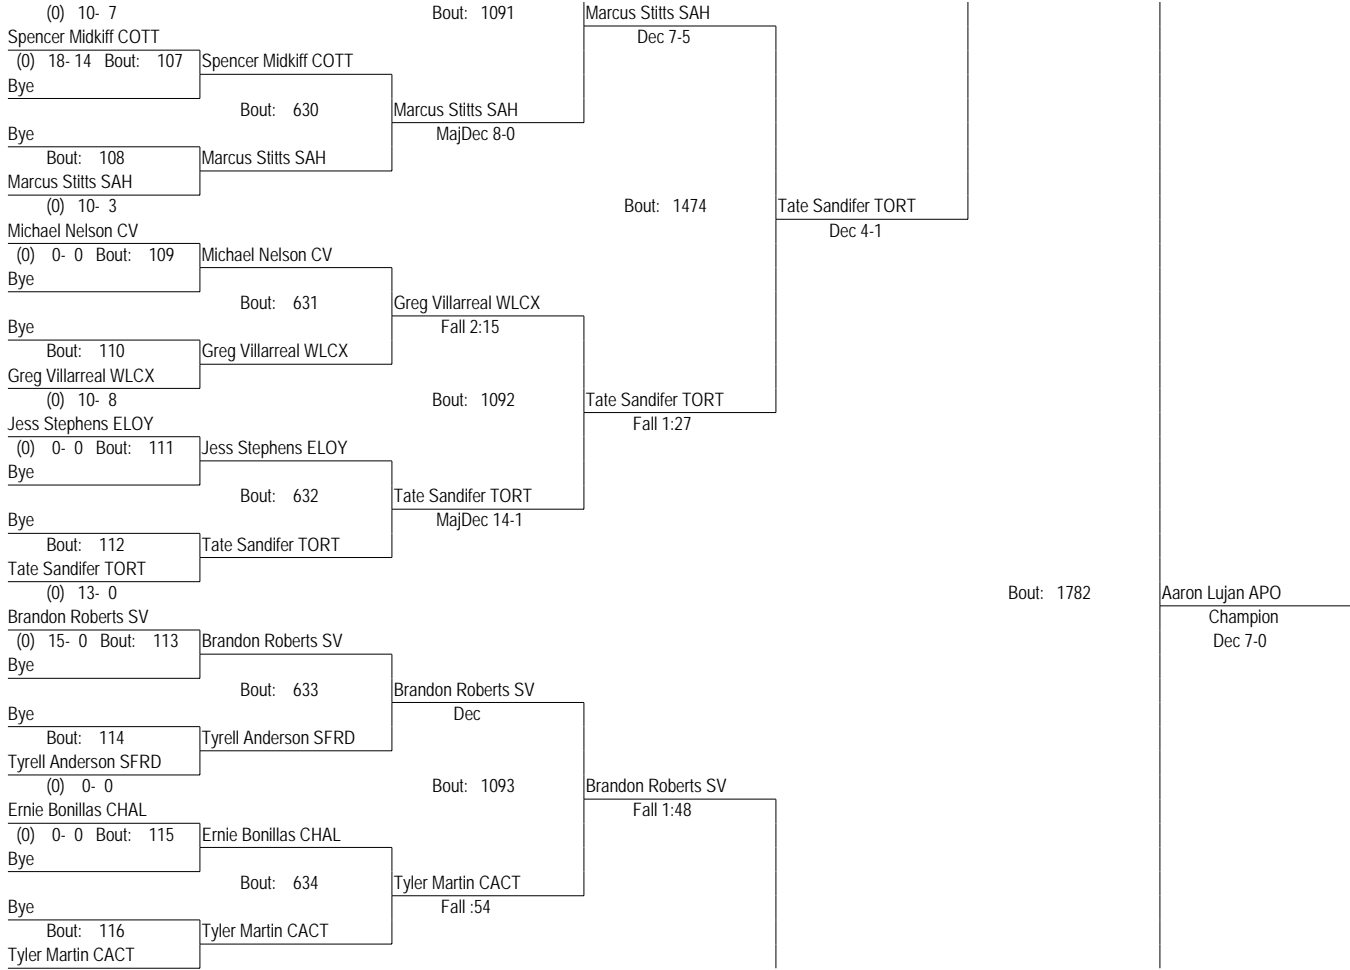 (0) 10- 7 Bout: 1091 Marcus Stitts SAH
Spencer Midkiff COTT Dec 7-5
(0) 18- 14 Bout: 107 Spencer Midkiff COTT
Bye
Bout: 630 Marcus Stitts SAH
Bye MajDec 8-0
Bout: 108 Marcus Stitts SAH
Marcus Stitts SAH
(0) 10- 3 Bout: 1474 Tate Sandifer TORT
Michael Nelson CV Dec 4-1
(0) 0- 0 Bout: 109 Michael Nelson CV
Bye
Bout: 631 Greg Villarreal WLCX
Bye Fall 2:15
Bout: 110 Greg Villarreal WLCX
Greg Villarreal WLCX
(0) 10- 8 Bout: 1092 Tate Sandifer TORT
Jess Stephens ELOY Fall 1:27
(0) 0- 0 Bout: 111 Jess Stephens ELOY
Bye
Bout: 632 Tate Sandifer TORT
Bye MajDec 14-1
Bout: 112 Tate Sandifer TORT
Tate Sandifer TORT
(0) 13- 0 Bout: 1782 Aaron Lujan APO
Brandon Roberts SV Champion
(0) 15- 0 Bout: 113 Brandon Roberts SV Dec 7-0
Bye
Bout: 633 Brandon Roberts SV
Bye Dec
Bout: 114 Tyrell Anderson SFRD
Tyrell Anderson SFRD
(0) 0- 0 Bout: 1093 Brandon Roberts SV
Ernie Bonillas CHAL Fall 1:48
(0) 0- 0 Bout: 115 Ernie Bonillas CHAL
Bye
Bout: 634 Tyler Martin CACT
Bye Fall :54
Bout: 116 Tyler Martin CACT
Tyler Martin CACT